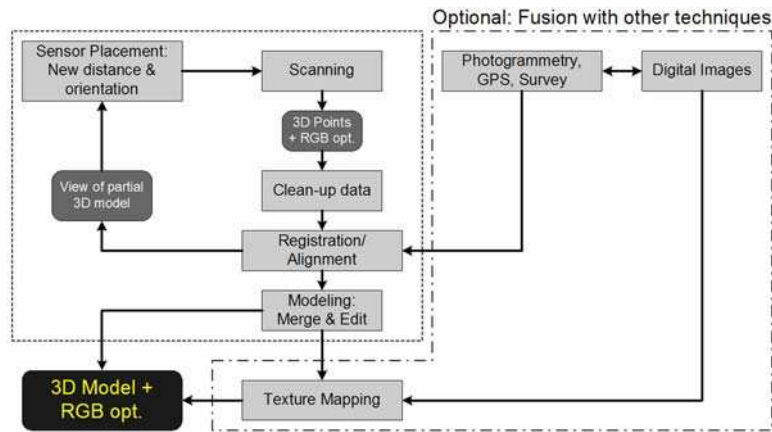 Optional: Fusion with other techniques
Sensor Placement:
New distance &
orientation
Scanning
Photogrammetry,
GPS, Survey
Digital Images
3D Points
+ RGB opt.
View of partial
3D model
Clean-up data
Registration/
Alignment
Modeling:
Merge & Edit
3D Model +
RGB opt.
Texture Mapping